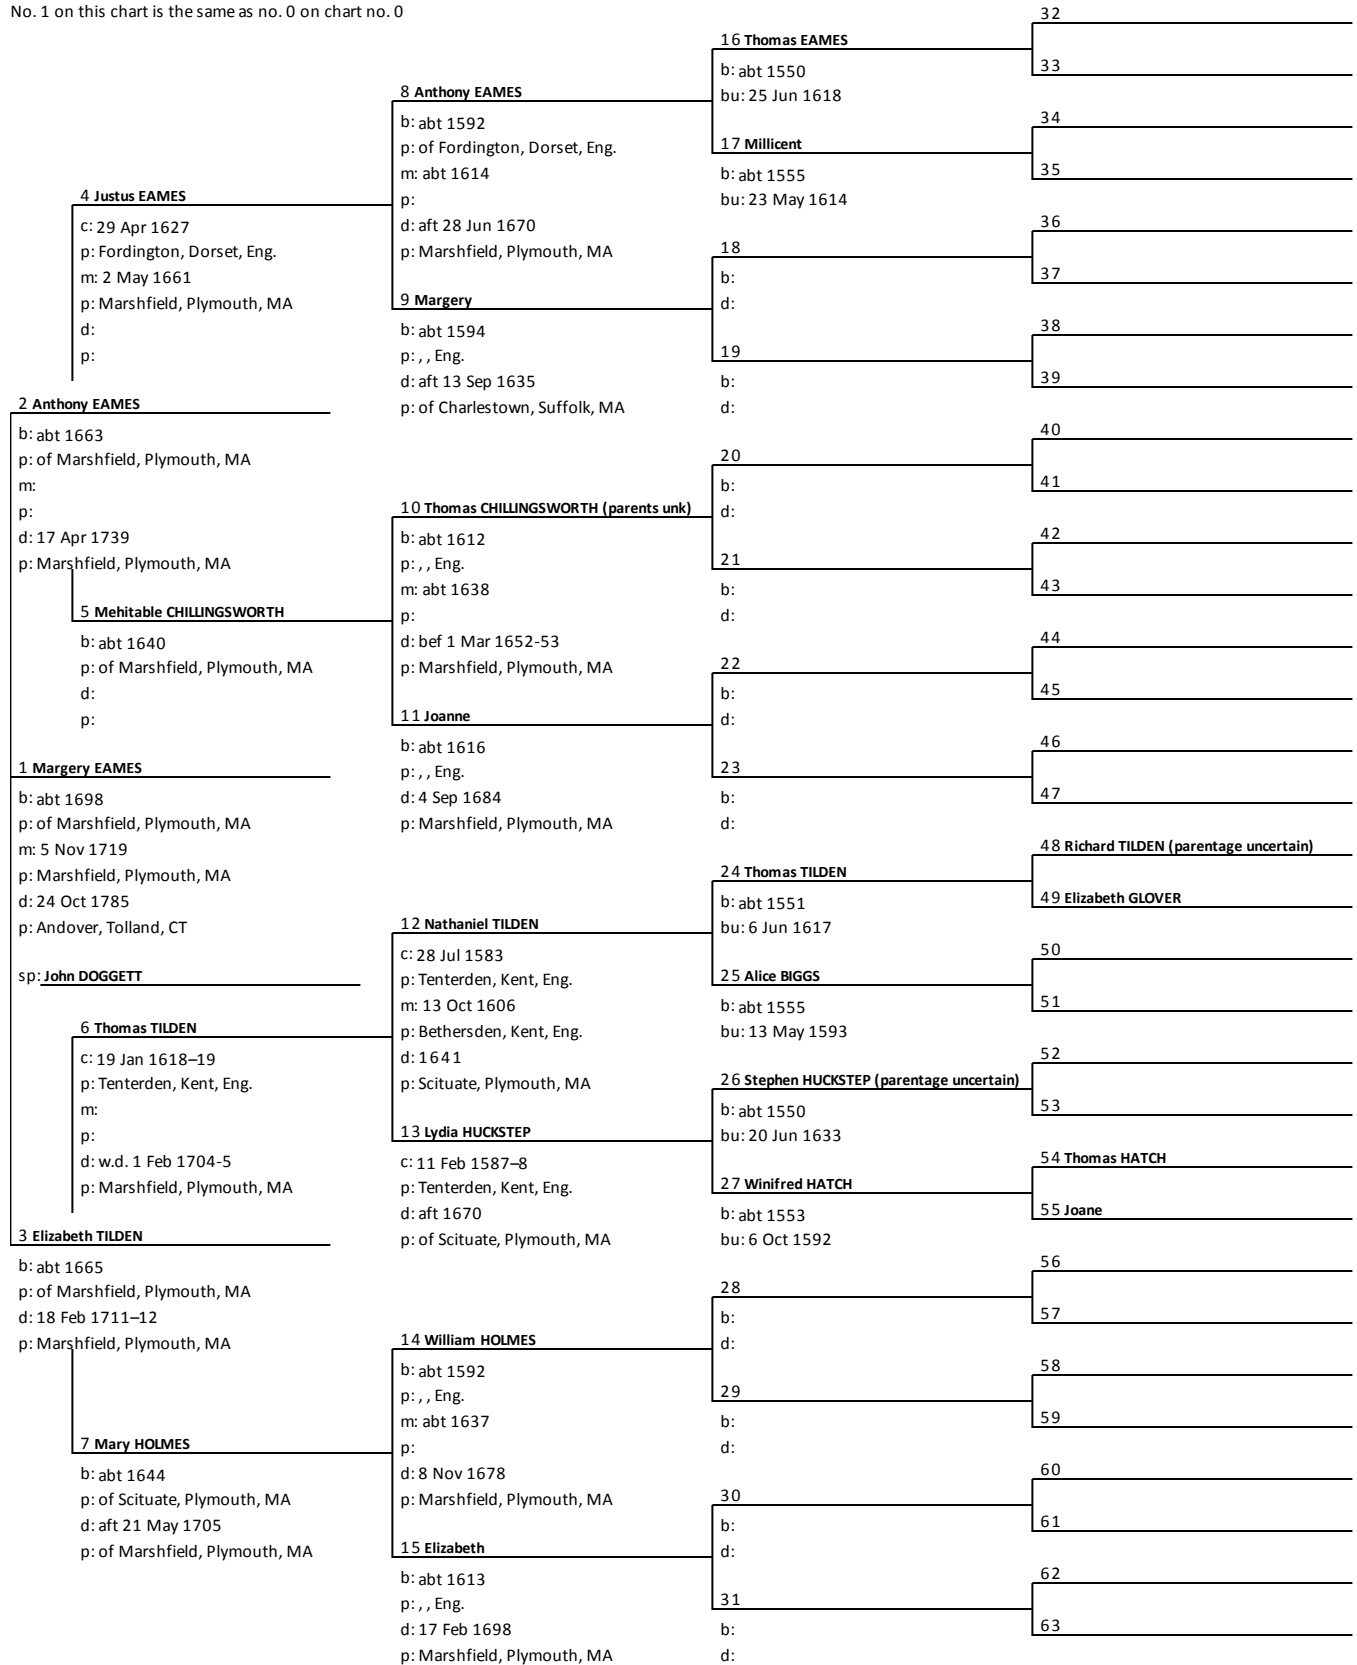 No. 1 on this chart is the same as no. 0 on chart no. 0
2 Anthony EAMES
b: abt 1663
p: of Marshfield, Plymouth, MA
m:
p:
d: 17 Apr 1739
p: Marshfield, Plymouth, MA
1 Margery EAMES
b: abt 1698
p: of Marshfield, Plymouth, MA
m: 5 Nov 1719
p: Marshfield, Plymouth, MA
d: 24 Oct 1785
p: Andover, Tolland, CT
sp: John DOGGETT
3 Elizabeth TILDEN
b: abt 1665
p: of Marshfield, Plymouth, MA
d: 18 Feb 1711–12
p: Marshfield, Plymouth, MA
4 Justus EAMES
c: 29 Apr 1627
p: Fordington, Dorset, Eng.
m: 2 May 1661
p: Marshfield, Plymouth, MA
d:
p:
5 Mehitable CHILLINGSWORTH
b: abt 1640
p: of Marshfield, Plymouth, MA
d:
p:
6 Thomas TILDEN
c: 19 Jan 1618–19
p: Tenterden, Kent, Eng.
m:
p:
d: w.d. 1 Feb 1704-5
p: Marshfield, Plymouth, MA
7 Mary HOLMES
b: abt 1644
p: of Scituate, Plymouth, MA
d: aft 21 May 1705
p: of Marshfield, Plymouth, MA
8 Anthony EAMES
b: abt 1592
p: of Fordington, Dorset, Eng.
m: abt 1614
p:
d: aft 28 Jun 1670
p: Marshfield, Plymouth, MA
9 Margery
b: abt 1594
p: , , Eng.
d: aft 13 Sep 1635
p: of Charlestown, Suffolk, MA
10 Thomas CHILLINGSWORTH (parents unk)
b: abt 1612
p: , , Eng.
m: abt 1638
p:
d: bef 1 Mar 1652-53
p: Marshfield, Plymouth, MA
11 Joanne
b: abt 1616
p: , , Eng.
d: 4 Sep 1684
p: Marshfield, Plymouth, MA
12 Nathaniel TILDEN
c: 28 Jul 1583
p: Tenterden, Kent, Eng.
m: 13 Oct 1606
p: Bethersden, Kent, Eng.
d: 1641
p: Scituate, Plymouth, MA
13 Lydia HUCKSTEP
c: 11 Feb 1587–8
p: Tenterden, Kent, Eng.
d: aft 1670
p: of Scituate, Plymouth, MA
14 William HOLMES
b: abt 1592
p: , , Eng.
m: abt 1637
p:
d: 8 Nov 1678
p: Marshfield, Plymouth, MA
15 Elizabeth
b: abt 1613
p: , , Eng.
d: 17 Feb 1698
p: Marshfield, Plymouth, MA
16 Thomas EAMES
b: abt 1550
bu: 25 Jun 1618
17 Millicent
b: abt 1555
bu: 23 May 1614
18
b:
d:
19
b:
d:
20
b:
d:
21
b:
d:
22
b:
d:
23
b:
d:
24 Thomas TILDEN
b: abt 1551
bu: 6 Jun 1617
25 Alice BIGGS
b: abt 1555
bu: 13 May 1593
26 Stephen HUCKSTEP (parentage uncertain)
b: abt 1550
bu: 20 Jun 1633
27 Winifred HATCH
b: abt 1553
bu: 6 Oct 1592
28
b:
d:
29
b:
d:
30
b:
d:
31
b:
d:
32
33
34
35
36
37
38
39
40
41
42
43
44
45
46
47
48 Richard TILDEN (parentage uncertain)
49 Elizabeth GLOVER
50
51
52
53
54 Thomas HATCH
55 Joane
56
57
58
59
60
61
62
63